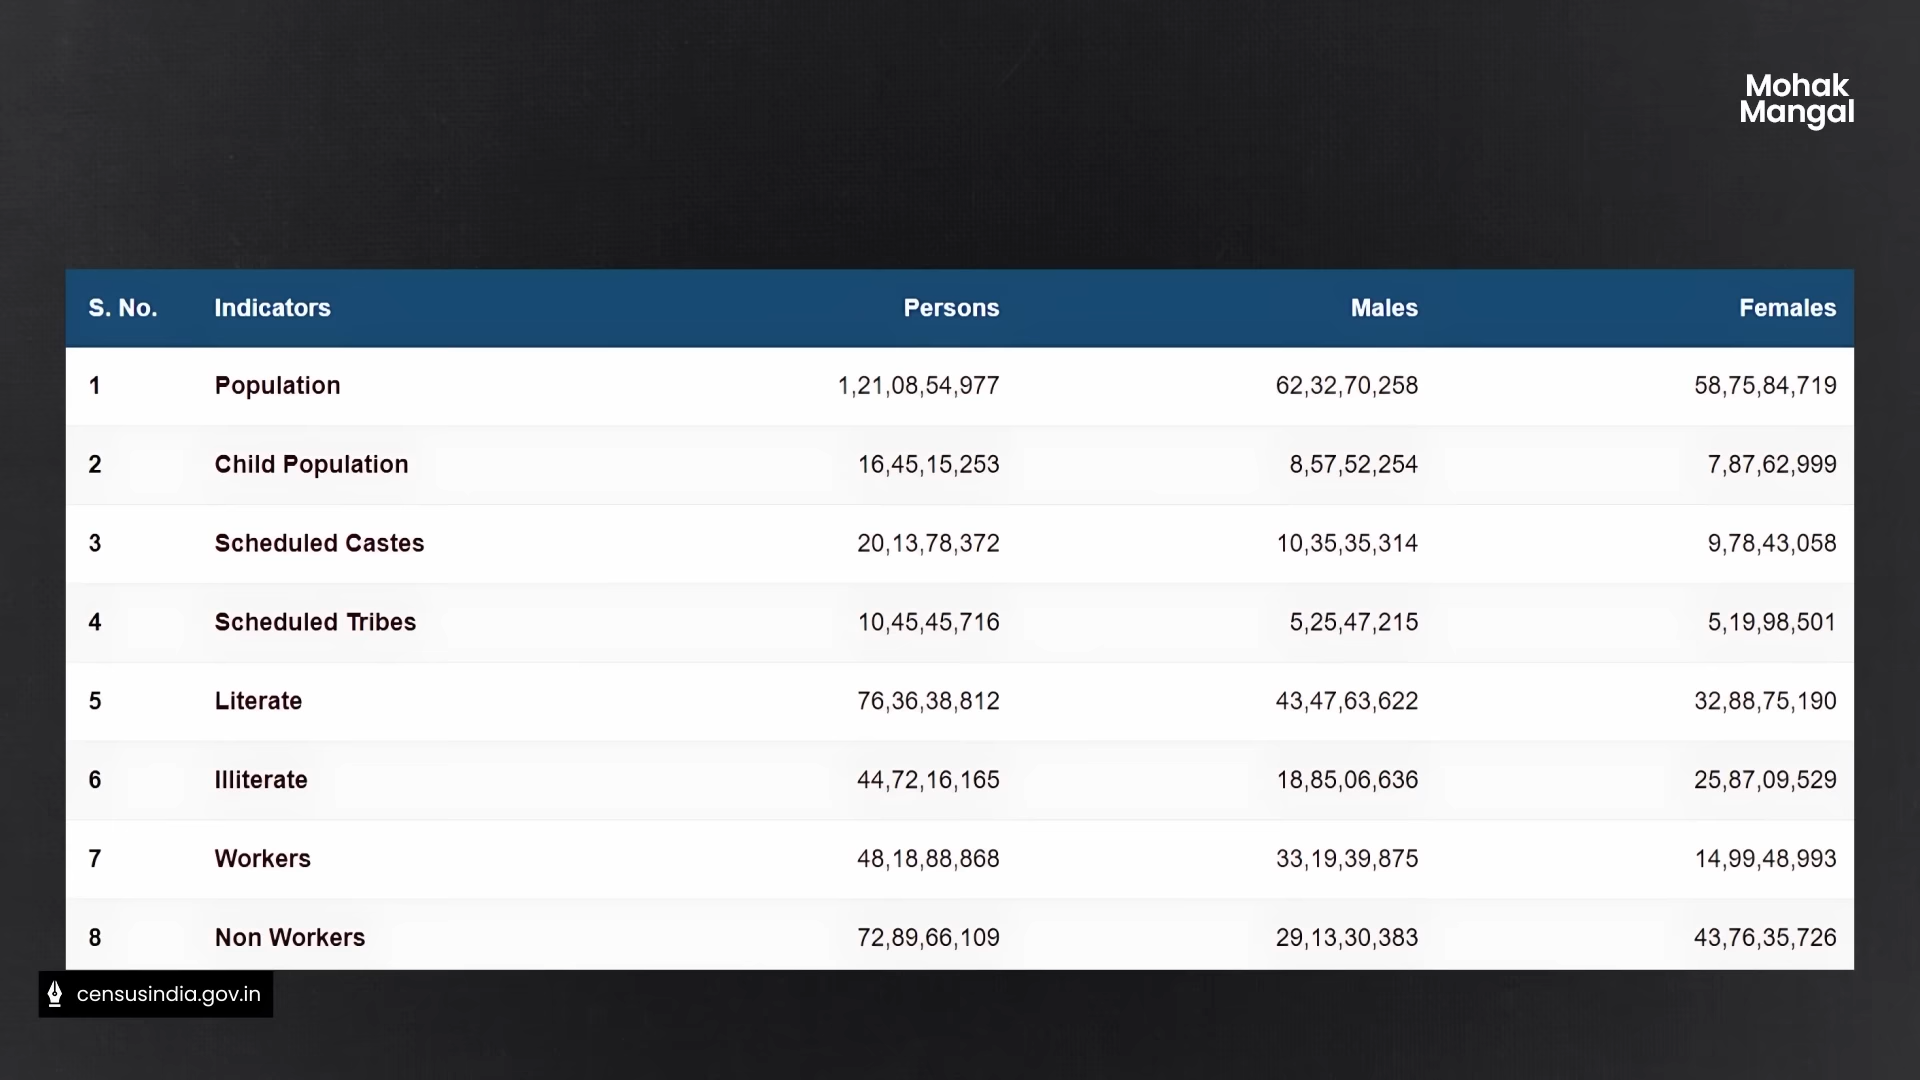 Mohak
Mangal
S. No. Indicators Persons Males Females
1 Population 1,21,08,54,977 62,32,70,258 58,75,84,719
2 Child Population 16,45,15,253 8,57,52,254 7,87,62,999
3 Scheduled Castes 20,13,78,372 10,35,35,314 9,78,43,058
4 Scheduled Tribes 10,45,45,716 5,25,47,215 5,19,98,501
5 Literate 76,36,38,812 43,47,63,622 32,88,75,190
6 Illiterate 44,72,16,165 18,85,06,636 25,87,09,529
7 Workers 48,18,88,868 33,19,39,875 14,99,48,993
8 Non Workers 72,89,66,109 29,13,30,383 43,76,35,726
censusindia.gov.in